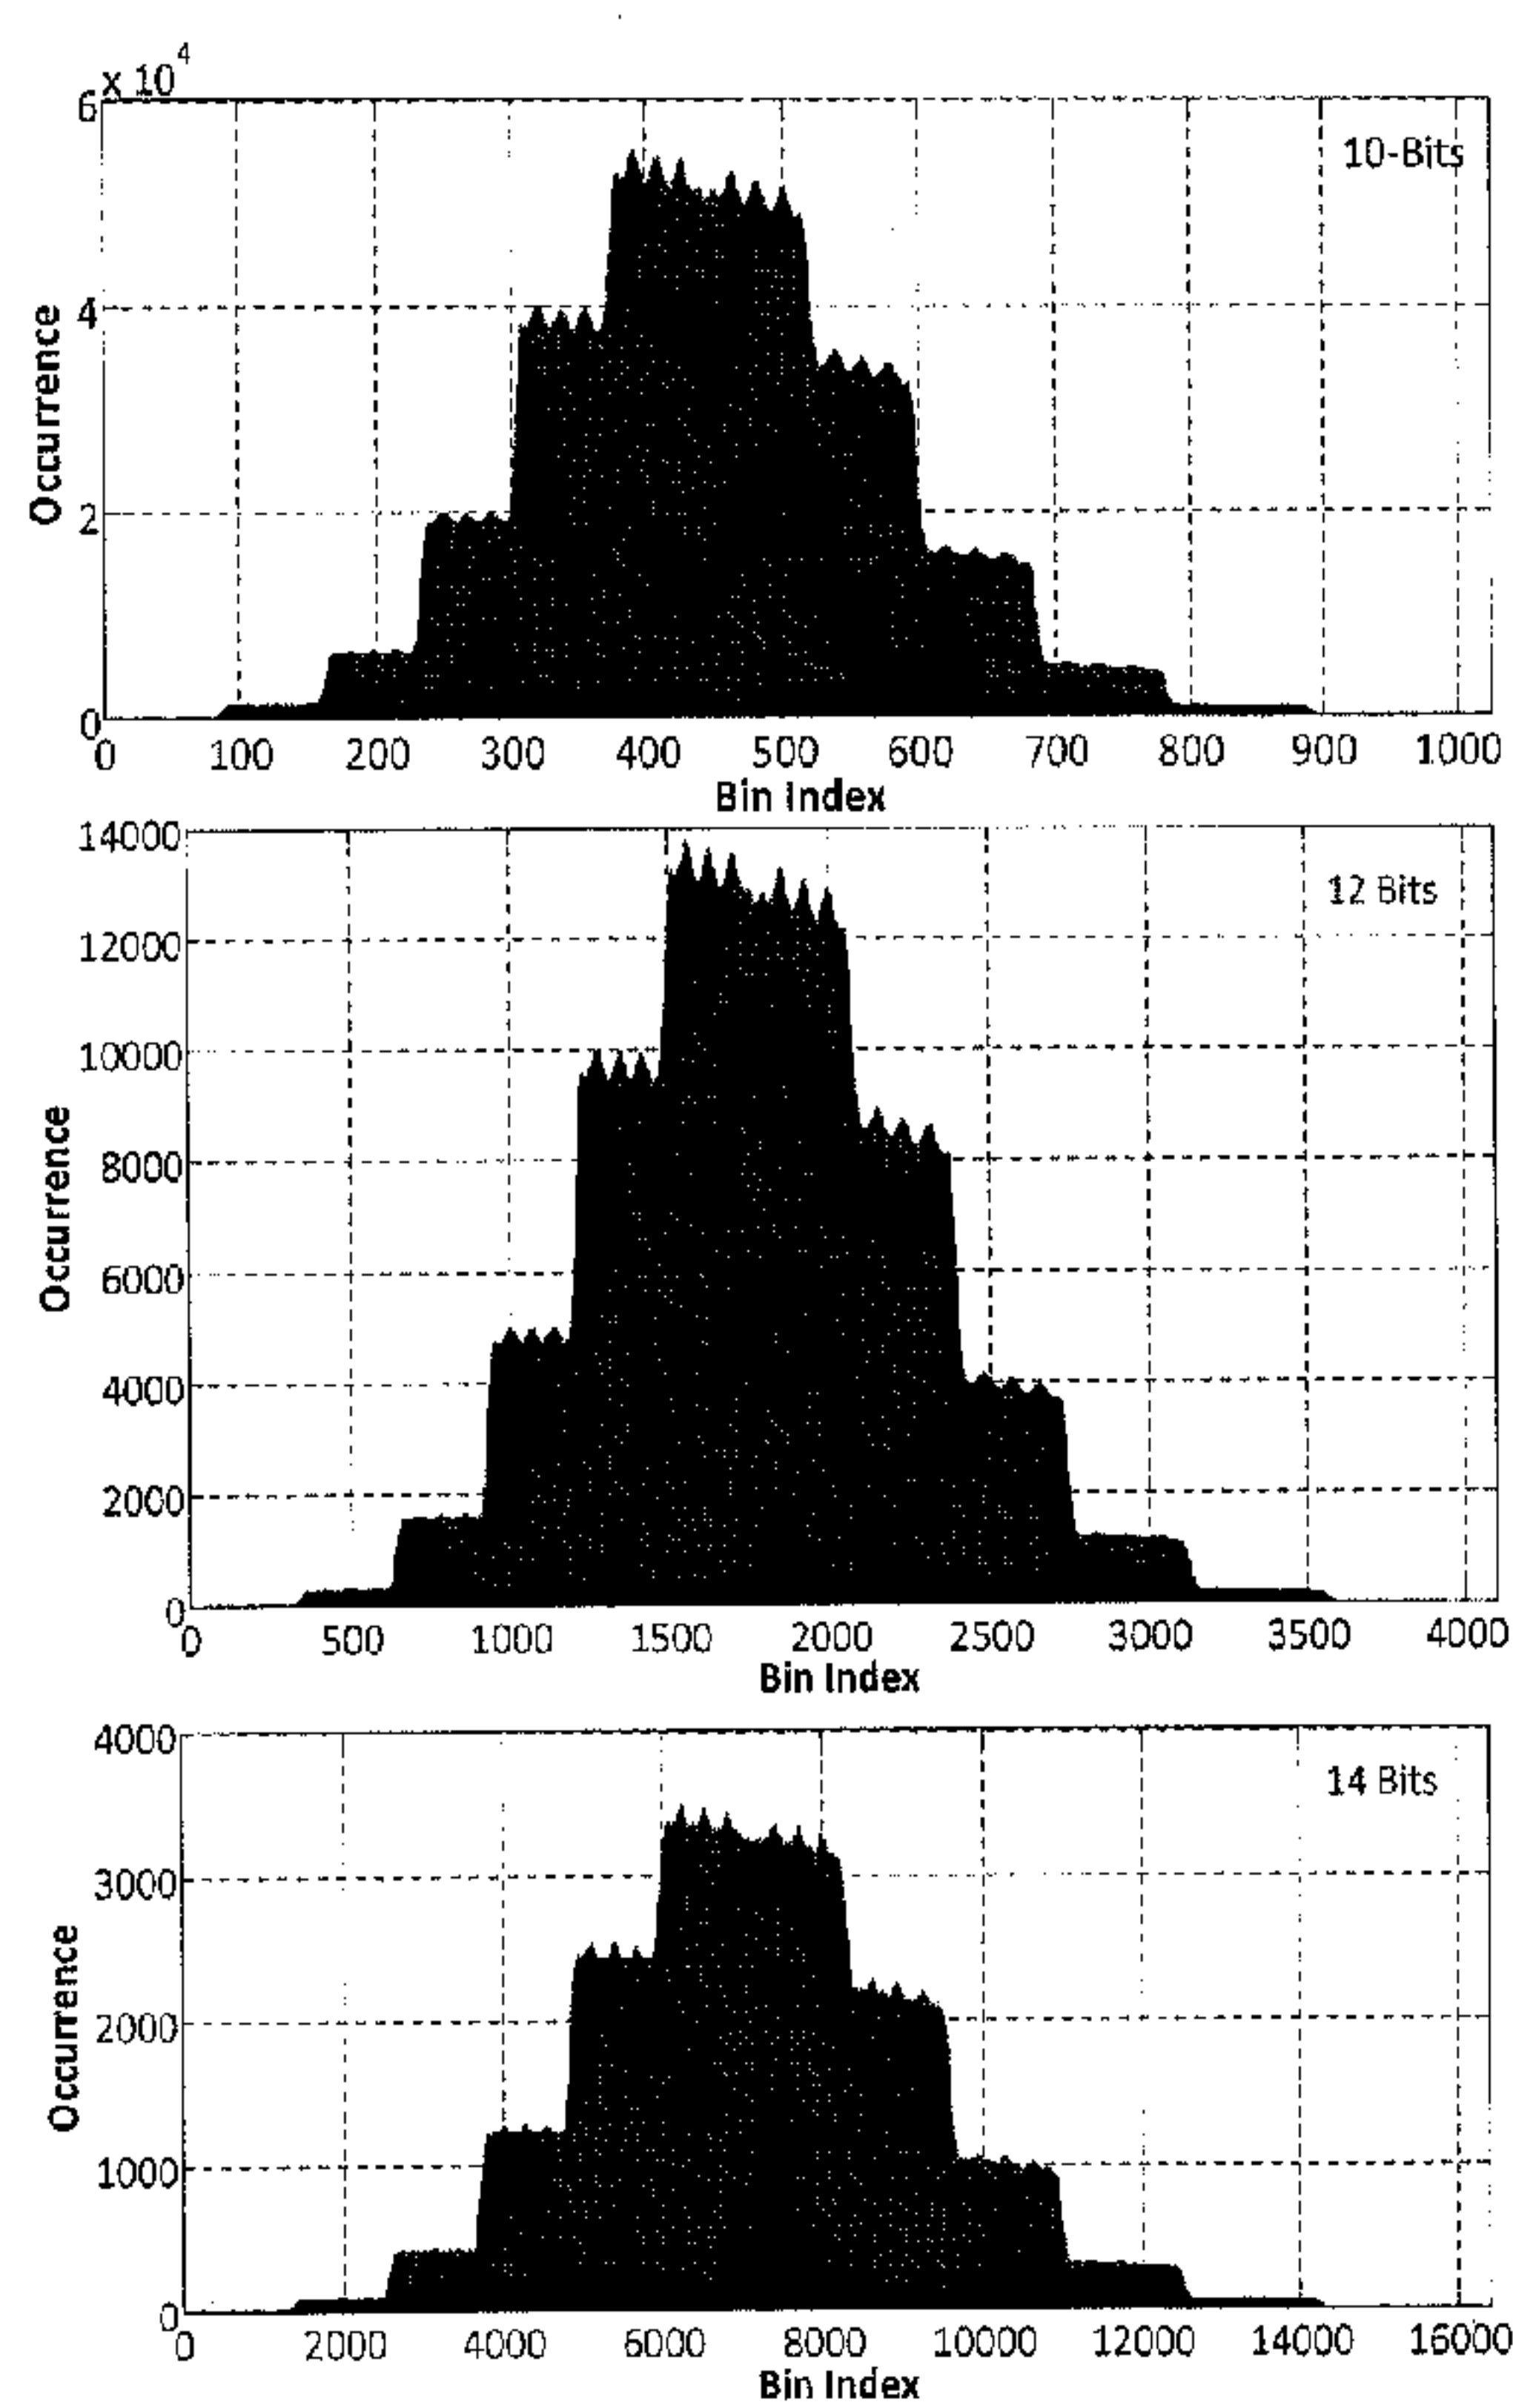 x 10^4
10-Bits
6
4
2
0
Occurrence
0 100 200 300 400 500 600 700 800 900 1000
Bin Index
12 Bits
14000
12000
10000
8000
6000
4000
2000
0
Occurrence
0 500 1000 1500 2000 2500 3000 3500 4000
Bin Index
14 Bits
4000
3000
2000
1000
0
Occurrence
0 2000 4000 6000 8000 10000 12000 14000 16000
Bin Index